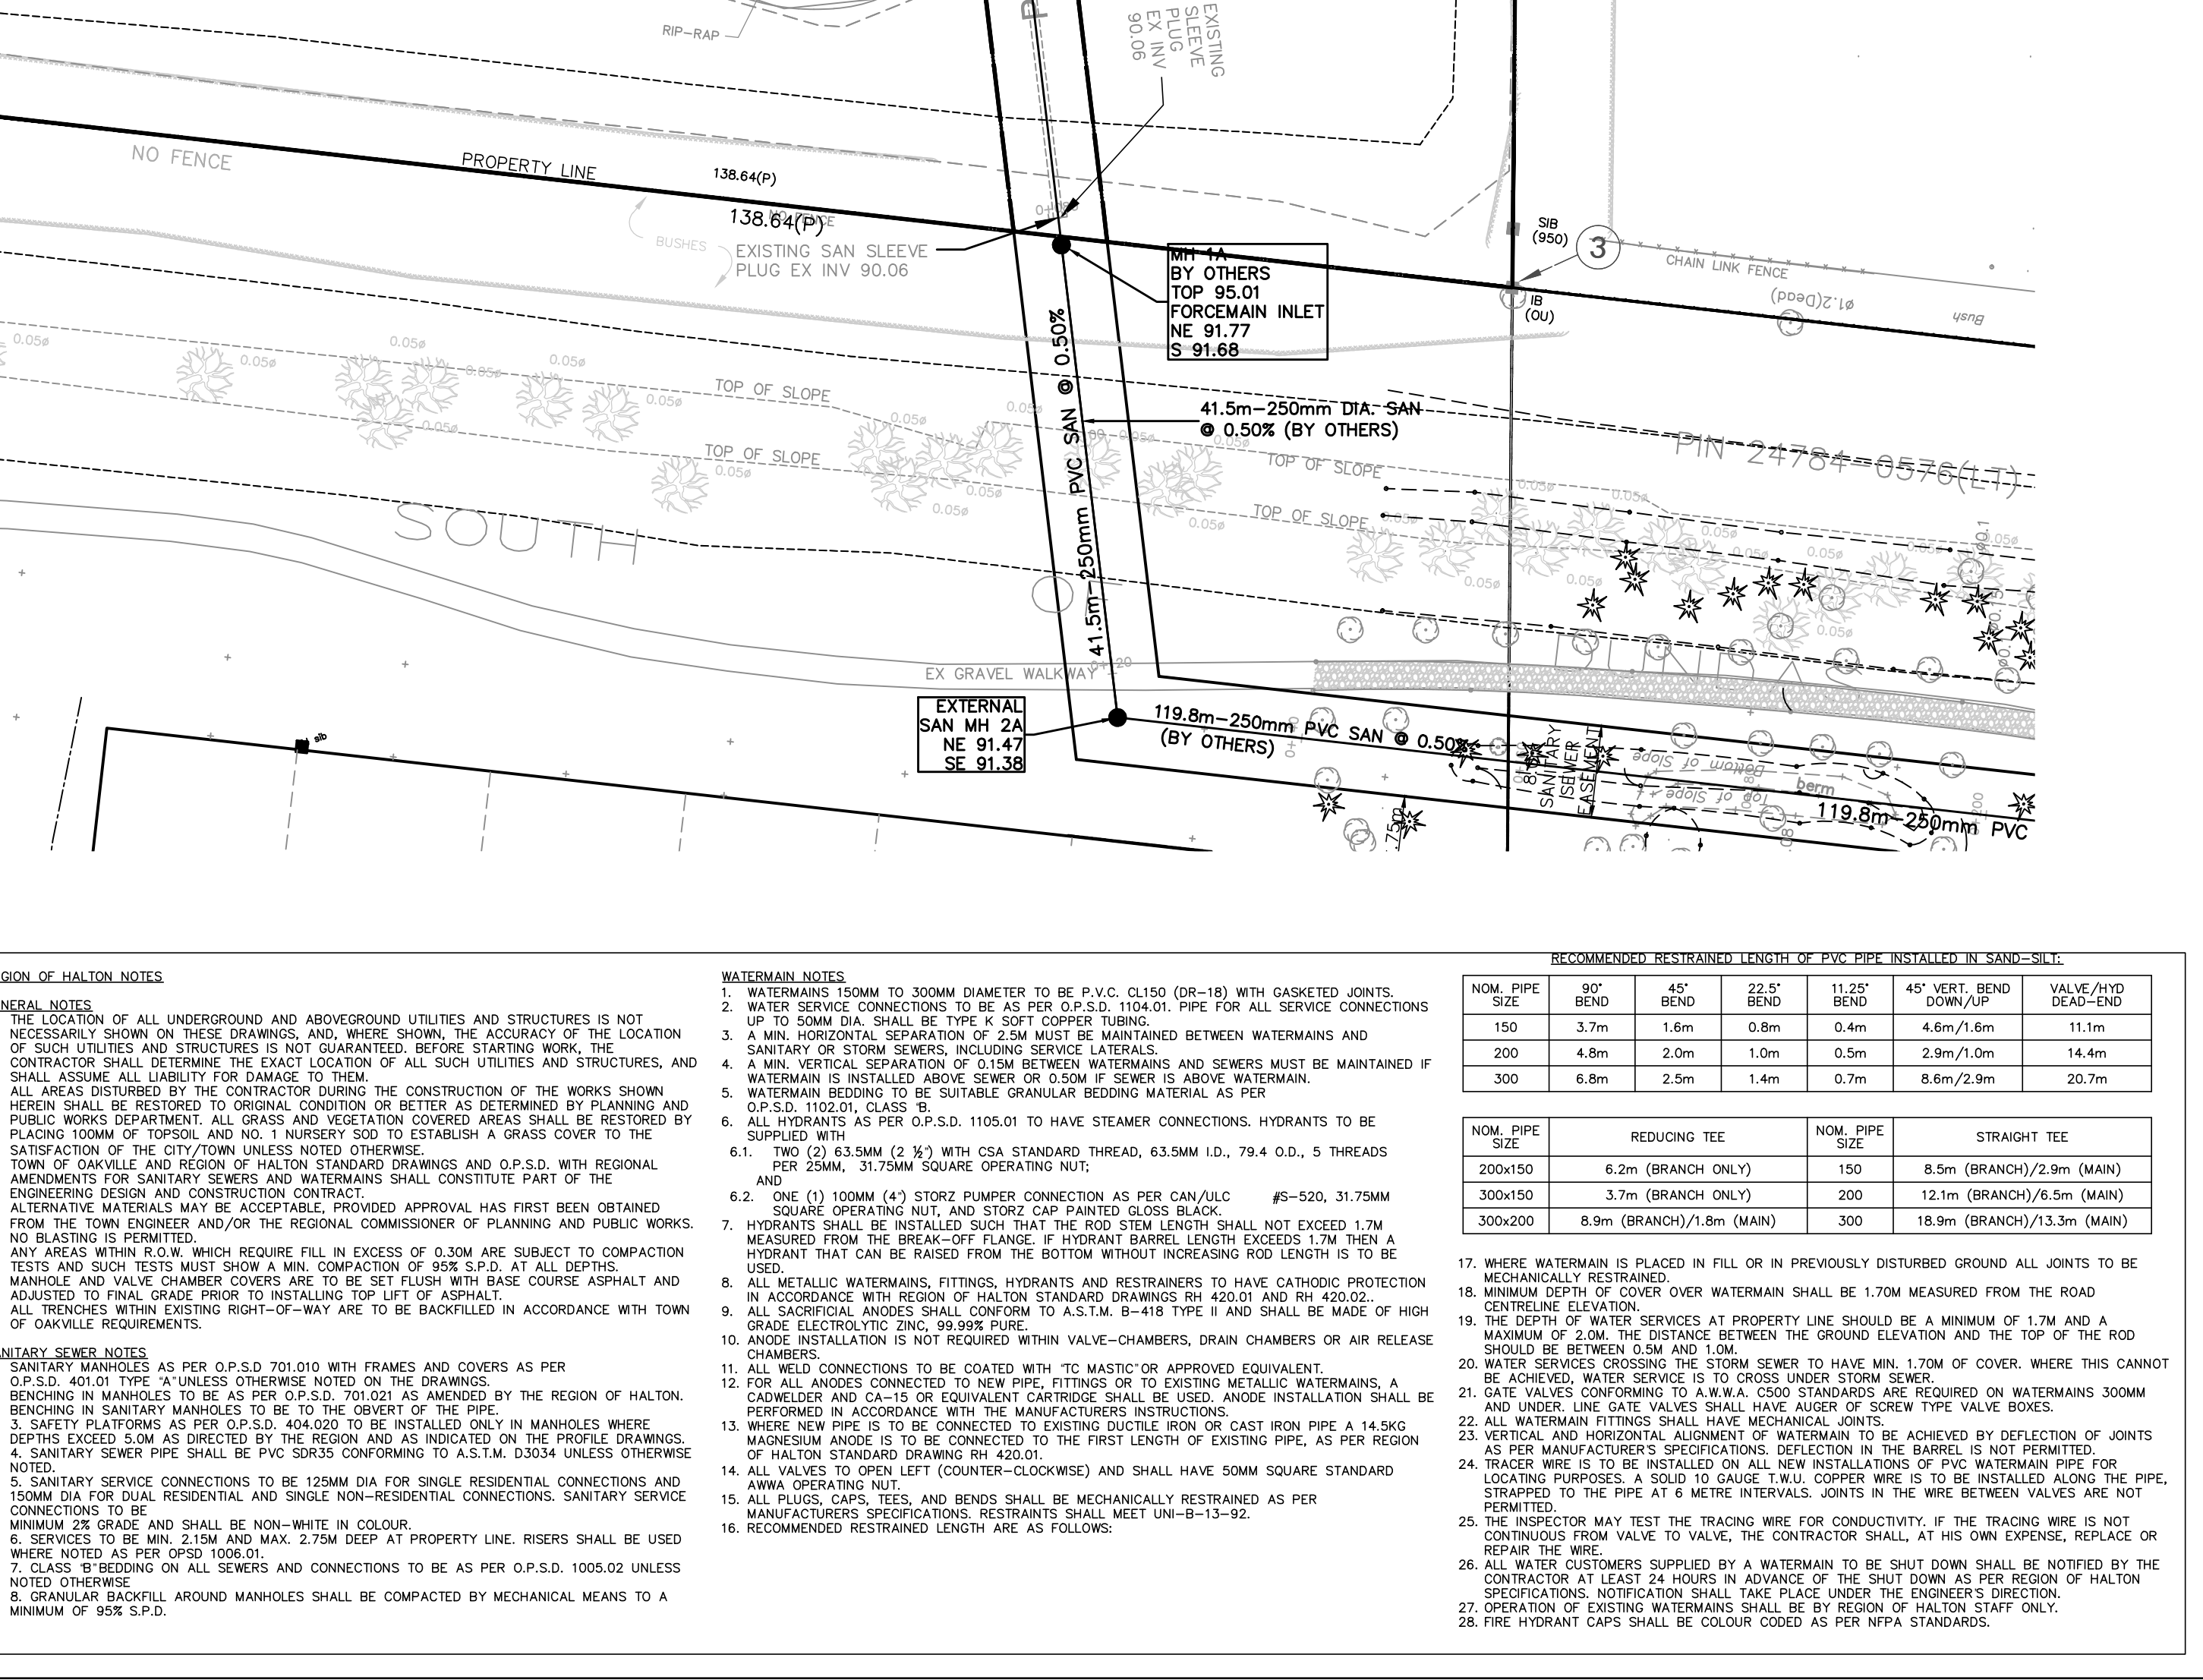 RIP-RAP
P
EXISTING
SLEEVE
PLUG
EX INV
90.06
NO FENCE
PROPERTY LINE
138.64(P)
138.64(P)
NO FENCE
BUSHES
EXISTING SAN SLEEVE
PLUG EX INV 90.06
MH 1A
BY OTHERS
TOP 95.01
FORCEMAIN INLET
NE 91.77
S 91.68
SIB
(950)
3
CHAIN LINK FENCE
IB
(OU)
ø1.2(Dead)
Bush
0.05ø
0.05ø
0.05ø
0.05ø
0.05ø
0.05ø
0.05ø
TOP OF SLOPE
TOP OF SLOPE
0.05ø
0.05ø
0.05ø
0.05ø
0.05ø
0.05ø
0.05ø
0.05ø
41.5m-250mm DIA. SAN
@ 0.50% (BY OTHERS)
TOP OF SLOPE
TOP OF SLOPE
PIN 24784-0576(LT)
0.05ø
0.05ø
0.05ø
0.05ø
0.05ø
0.05ø
0.05ø
0.05ø
0.05ø
0.05ø
0.05ø
ø0.1
SOUTH
OF
DUNDAS
41.5m-250mm PVC SAN @ 0.50%
EX GRAVEL WALKWAY
0+120
EXTERNAL
SAN MH 2A
NE 91.47
SE 91.38
119.8m-250mm PVC SAN @ 0.50%
(BY OTHERS)
0+140
SANITARY
SEWER
EASEMENT
Bottom of Slope
Top of Slope
berm
119.8m-250mm PVC
0+200
.75m
sib
GION OF HALTON NOTES
NERAL NOTES
THE LOCATION OF ALL UNDERGROUND AND ABOVEGROUND UTILITIES AND STRUCTURES IS NOT
NECESSARILY SHOWN ON THESE DRAWINGS, AND, WHERE SHOWN, THE ACCURACY OF THE LOCATION
OF SUCH UTILITIES AND STRUCTURES IS NOT GUARANTEED. BEFORE STARTING WORK, THE
CONTRACTOR SHALL DETERMINE THE EXACT LOCATION OF ALL SUCH UTILITIES AND STRUCTURES, AND
SHALL ASSUME ALL LIABILITY FOR DAMAGE TO THEM.
ALL AREAS DISTURBED BY THE CONTRACTOR DURING THE CONSTRUCTION OF THE WORKS SHOWN
HEREIN SHALL BE RESTORED TO ORIGINAL CONDITION OR BETTER AS DETERMINED BY PLANNING AND
PUBLIC WORKS DEPARTMENT. ALL GRASS AND VEGETATION COVERED AREAS SHALL BE RESTORED BY
PLACING 100MM OF TOPSOIL AND NO. 1 NURSERY SOD TO ESTABLISH A GRASS COVER TO THE
SATISFACTION OF THE CITY/TOWN UNLESS NOTED OTHERWISE.
TOWN OF OAKVILLE AND REGION OF HALTON STANDARD DRAWINGS AND O.P.S.D. WITH REGIONAL
AMENDMENTS FOR SANITARY SEWERS AND WATERMAINS SHALL CONSTITUTE PART OF THE
ENGINEERING DESIGN AND CONSTRUCTION CONTRACT.
ALTERNATIVE MATERIALS MAY BE ACCEPTABLE, PROVIDED APPROVAL HAS FIRST BEEN OBTAINED
FROM THE TOWN ENGINEER AND/OR THE REGIONAL COMMISSIONER OF PLANNING AND PUBLIC WORKS.
NO BLASTING IS PERMITTED.
ANY AREAS WITHIN R.O.W. WHICH REQUIRE FILL IN EXCESS OF 0.30M ARE SUBJECT TO COMPACTION
TESTS AND SUCH TESTS MUST SHOW A MIN. COMPACTION OF 95% S.P.D. AT ALL DEPTHS.
MANHOLE AND VALVE CHAMBER COVERS ARE TO BE SET FLUSH WITH BASE COURSE ASPHALT AND
ADJUSTED TO FINAL GRADE PRIOR TO INSTALLING TOP LIFT OF ASPHALT.
ALL TRENCHES WITHIN EXISTING RIGHT-OF-WAY ARE TO BE BACKFILLED IN ACCORDANCE WITH TOWN
OF OAKVILLE REQUIREMENTS.
NITARY SEWER NOTES
SANITARY MANHOLES AS PER O.P.S.D 701.010 WITH FRAMES AND COVERS AS PER
O.P.S.D. 401.01 TYPE "A" UNLESS OTHERWISE NOTED ON THE DRAWINGS.
BENCHING IN MANHOLES TO BE AS PER O.P.S.D. 701.021 AS AMENDED BY THE REGION OF HALTON.
BENCHING IN SANITARY MANHOLES TO BE TO THE OBVERT OF THE PIPE.
3. SAFETY PLATFORMS AS PER O.P.S.D. 404.020 TO BE INSTALLED ONLY IN MANHOLES WHERE
DEPTHS EXCEED 5.0M AS DIRECTED BY THE REGION AND AS INDICATED ON THE PROFILE DRAWINGS.
4. SANITARY SEWER PIPE SHALL BE PVC SDR35 CONFORMING TO A.S.T.M. D3034 UNLESS OTHERWISE
NOTED.
5. SANITARY SERVICE CONNECTIONS TO BE 125MM DIA FOR SINGLE RESIDENTIAL CONNECTIONS AND
150MM DIA FOR DUAL RESIDENTIAL AND SINGLE NON-RESIDENTIAL CONNECTIONS. SANITARY SERVICE
CONNECTIONS TO BE
MINIMUM 2% GRADE AND SHALL BE NON-WHITE IN COLOUR.
6. SERVICES TO BE MIN. 2.15M AND MAX. 2.75M DEEP AT PROPERTY LINE. RISERS SHALL BE USED
WHERE NOTED AS PER OPSD 1006.01.
7. CLASS "B" BEDDING ON ALL SEWERS AND CONNECTIONS TO BE AS PER O.P.S.D. 1005.02 UNLESS
NOTED OTHERWISE
8. GRANULAR BACKFILL AROUND MANHOLES SHALL BE COMPACTED BY MECHANICAL MEANS TO A
MINIMUM OF 95% S.P.D.
WATERMAIN NOTES
1. WATERMAINS 150MM TO 300MM DIAMETER TO BE P.V.C. CL150 (DR-18) WITH GASKETED JOINTS.
2. WATER SERVICE CONNECTIONS TO BE AS PER O.P.S.D. 1104.01. PIPE FOR ALL SERVICE CONNECTIONS
UP TO 50MM DIA. SHALL BE TYPE K SOFT COPPER TUBING.
3. A MIN. HORIZONTAL SEPARATION OF 2.5M MUST BE MAINTAINED BETWEEN WATERMAINS AND
SANITARY OR STORM SEWERS, INCLUDING SERVICE LATERALS.
4. A MIN. VERTICAL SEPARATION OF 0.15M BETWEEN WATERMAINS AND SEWERS MUST BE MAINTAINED IF
WATERMAIN IS INSTALLED ABOVE SEWER OR 0.50M IF SEWER IS ABOVE WATERMAIN.
5. WATERMAIN BEDDING TO BE SUITABLE GRANULAR BEDDING MATERIAL AS PER
O.P.S.D. 1102.01, CLASS "B.
6. ALL HYDRANTS AS PER O.P.S.D. 1105.01 TO HAVE STEAMER CONNECTIONS. HYDRANTS TO BE
SUPPLIED WITH
6.1. TWO (2) 63.5MM (2 ½") WITH CSA STANDARD THREAD, 63.5MM I.D., 79.4 O.D., 5 THREADS
PER 25MM, 31.75MM SQUARE OPERATING NUT;
AND
6.2. ONE (1) 100MM (4") STORZ PUMPER CONNECTION AS PER CAN/ULC #S-520, 31.75MM
SQUARE OPERATING NUT, AND STORZ CAP PAINTED GLOSS BLACK.
7. HYDRANTS SHALL BE INSTALLED SUCH THAT THE ROD STEM LENGTH SHALL NOT EXCEED 1.7M
MEASURED FROM THE BREAK-OFF FLANGE. IF HYDRANT BARREL LENGTH EXCEEDS 1.7M THEN A
HYDRANT THAT CAN BE RAISED FROM THE BOTTOM WITHOUT INCREASING ROD LENGTH IS TO BE
USED.
8. ALL METALLIC WATERMAINS, FITTINGS, HYDRANTS AND RESTRAINERS TO HAVE CATHODIC PROTECTION
IN ACCORDANCE WITH REGION OF HALTON STANDARD DRAWINGS RH 420.01 AND RH 420.02..
9. ALL SACRIFICIAL ANODES SHALL CONFORM TO A.S.T.M. B-418 TYPE II AND SHALL BE MADE OF HIGH
GRADE ELECTROLYTIC ZINC, 99.99% PURE.
10. ANODE INSTALLATION IS NOT REQUIRED WITHIN VALVE-CHAMBERS, DRAIN CHAMBERS OR AIR RELEASE
CHAMBERS.
11. ALL WELD CONNECTIONS TO BE COATED WITH "TC MASTIC" OR APPROVED EQUIVALENT.
12. FOR ALL ANODES CONNECTED TO NEW PIPE, FITTINGS OR TO EXISTING METALLIC WATERMAINS, A
CADWELDER AND CA-15 OR EQUIVALENT CARTRIDGE SHALL BE USED. ANODE INSTALLATION SHALL BE
PERFORMED IN ACCORDANCE WITH THE MANUFACTURERS INSTRUCTIONS.
13. WHERE NEW PIPE IS TO BE CONNECTED TO EXISTING DUCTILE IRON OR CAST IRON PIPE A 14.5KG
MAGNESIUM ANODE IS TO BE CONNECTED TO THE FIRST LENGTH OF EXISTING PIPE, AS PER REGION
OF HALTON STANDARD DRAWING RH 420.01.
14. ALL VALVES TO OPEN LEFT (COUNTER-CLOCKWISE) AND SHALL HAVE 50MM SQUARE STANDARD
AWWA OPERATING NUT.
15. ALL PLUGS, CAPS, TEES, AND BENDS SHALL BE MECHANICALLY RESTRAINED AS PER
MANUFACTURERS SPECIFICATIONS. RESTRAINTS SHALL MEET UNI-B-13-92.
16. RECOMMENDED RESTRAINED LENGTH ARE AS FOLLOWS:
RECOMMENDED RESTRAINED LENGTH OF PVC PIPE INSTALLED IN SAND-SILT:
NOM. PIPE SIZE 90° BEND 45° BEND 22.5° BEND 11.25° BEND 45° VERT. BEND DOWN/UP VALVE/HYD DEAD-END
150 3.7m 1.6m 0.8m 0.4m 4.6m/1.6m 11.1m
200 4.8m 2.0m 1.0m 0.5m 2.9m/1.0m 14.4m
300 6.8m 2.5m 1.4m 0.7m 8.6m/2.9m 20.7m
NOM. PIPE SIZE REDUCING TEE NOM. PIPE SIZE STRAIGHT TEE
200x150 6.2m (BRANCH ONLY) 150 8.5m (BRANCH)/2.9m (MAIN)
300x150 3.7m (BRANCH ONLY) 200 12.1m (BRANCH)/6.5m (MAIN)
300x200 8.9m (BRANCH)/1.8m (MAIN) 300 18.9m (BRANCH)/13.3m (MAIN)
17. WHERE WATERMAIN IS PLACED IN FILL OR IN PREVIOUSLY DISTURBED GROUND ALL JOINTS TO BE
MECHANICALLY RESTRAINED.
18. MINIMUM DEPTH OF COVER OVER WATERMAIN SHALL BE 1.70M MEASURED FROM THE ROAD
CENTRELINE ELEVATION.
19. THE DEPTH OF WATER SERVICES AT PROPERTY LINE SHOULD BE A MINIMUM OF 1.7M AND A
MAXIMUM OF 2.0M. THE DISTANCE BETWEEN THE GROUND ELEVATION AND THE TOP OF THE ROD
SHOULD BE BETWEEN 0.5M AND 1.0M.
20. WATER SERVICES CROSSING THE STORM SEWER TO HAVE MIN. 1.70M OF COVER. WHERE THIS CANNOT
BE ACHIEVED, WATER SERVICE IS TO CROSS UNDER STORM SEWER.
21. GATE VALVES CONFORMING TO A.W.W.A. C500 STANDARDS ARE REQUIRED ON WATERMAINS 300MM
AND UNDER. LINE GATE VALVES SHALL HAVE AUGER OF SCREW TYPE VALVE BOXES.
22. ALL WATERMAIN FITTINGS SHALL HAVE MECHANICAL JOINTS.
23. VERTICAL AND HORIZONTAL ALIGNMENT OF WATERMAIN TO BE ACHIEVED BY DEFLECTION OF JOINTS
AS PER MANUFACTURER'S SPECIFICATIONS. DEFLECTION IN THE BARREL IS NOT PERMITTED.
24. TRACER WIRE IS TO BE INSTALLED ON ALL NEW INSTALLATIONS OF PVC WATERMAIN PIPE FOR
LOCATING PURPOSES. A SOLID 10 GAUGE T.W.U. COPPER WIRE IS TO BE INSTALLED ALONG THE PIPE,
STRAPPED TO THE PIPE AT 6 METRE INTERVALS. JOINTS IN THE WIRE BETWEEN VALVES ARE NOT
PERMITTED.
25. THE INSPECTOR MAY TEST THE TRACING WIRE FOR CONDUCTIVITY. IF THE TRACING WIRE IS NOT
CONTINUOUS FROM VALVE TO VALVE, THE CONTRACTOR SHALL, AT HIS OWN EXPENSE, REPLACE OR
REPAIR THE WIRE.
26. ALL WATER CUSTOMERS SUPPLIED BY A WATERMAIN TO BE SHUT DOWN SHALL BE NOTIFIED BY THE
CONTRACTOR AT LEAST 24 HOURS IN ADVANCE OF THE SHUT DOWN AS PER REGION OF HALTON
SPECIFICATIONS. NOTIFICATION SHALL TAKE PLACE UNDER THE ENGINEER'S DIRECTION.
27. OPERATION OF EXISTING WATERMAINS SHALL BE BY REGION OF HALTON STAFF ONLY.
28. FIRE HYDRANT CAPS SHALL BE COLOUR CODED AS PER NFPA STANDARDS.